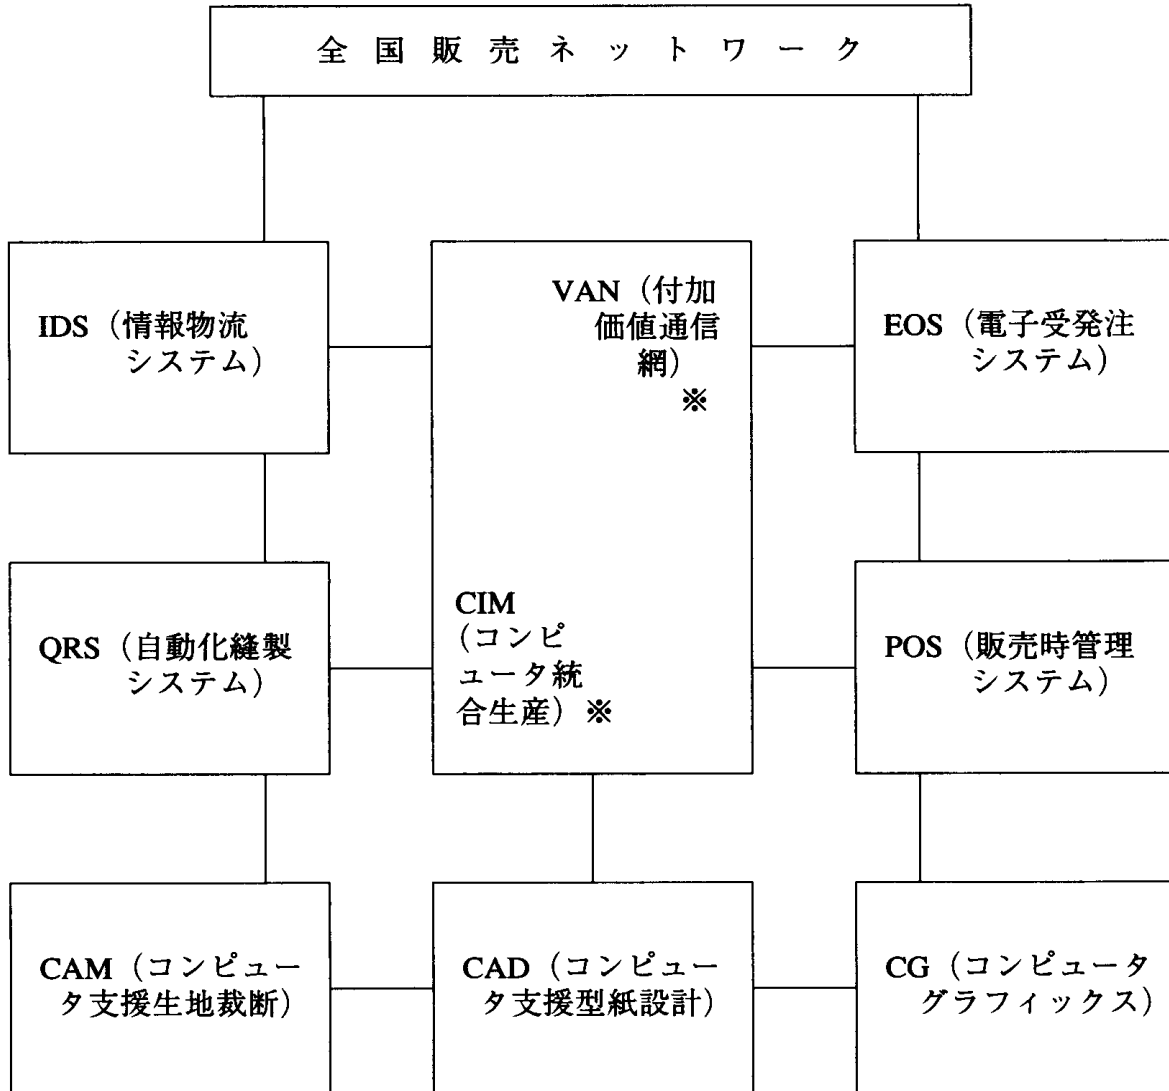 全国販売ネットワーク
IDS（情報物流
システム）
VAN（付加
価値通信
網）
※
EOS（電子受発注
システム）
QRS（自動化縫製
システム）
CIM
（コンピ
ュータ統
合生産）※
POS（販売時管理
システム）
CAM（コンピュー
タ支援生地裁断）
CAD（コンピュー
タ支援型紙設計）
CG（コンピュータ
グラフィックス）